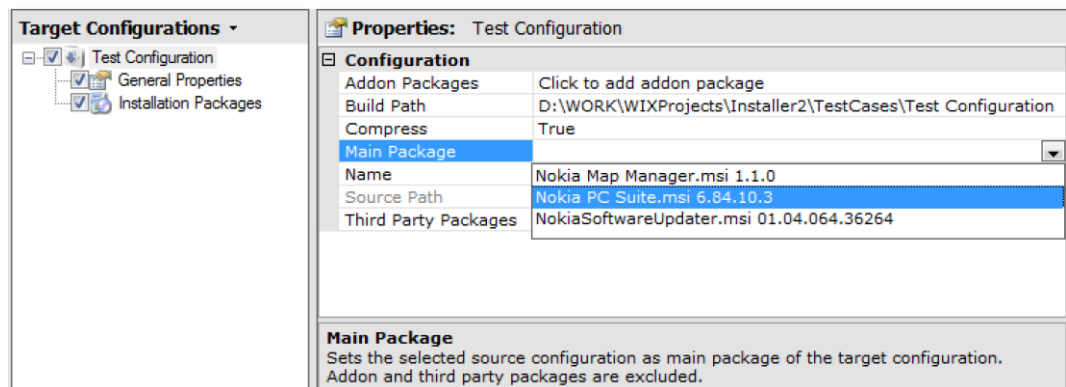 Target Configurations
Test Configuration
General Properties
Installation Packages
Properties: Test Configuration
Configuration
Addon Packages Click to add addon package
Build Path D:\WORK\WIXProjects\Installer2\TestCases\Test Configuration
Compress True
Main Package
Name Nokia Map Manager.msi 1.1.0
Source Path Nokia PC Suite.msi 6.84.10.3
Third Party Packages NokiaSoftwareUpdater.msi 01.04.064.36264
Main Package
Sets the selected source configuration as main package of the target configuration.
Addon and third party packages are excluded.